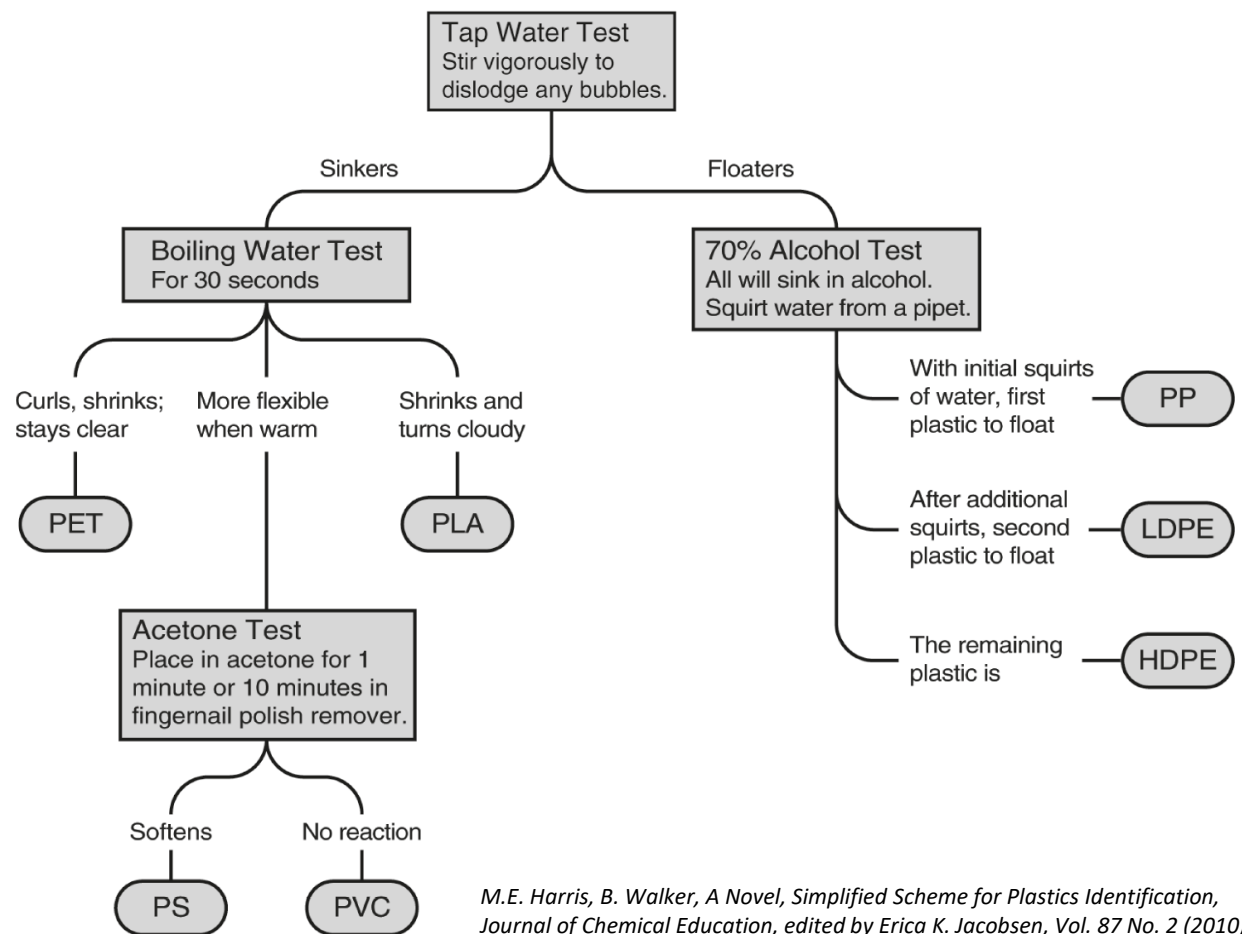 Tap Water Test
Stir vigorously to
dislodge any bubbles.
Sinkers
Floaters
Boiling Water Test
For 30 seconds
70% Alcohol Test
All will sink in alcohol.
Squirt water from a pipet.
Curls, shrinks;
stays clear
More flexible
when warm
Shrinks and
turns cloudy
PET
PLA
With initial squirts
of water, first
plastic to float
PP
After additional
squirts, second
plastic to float
LDPE
The remaining
plastic is
HDPE
Acetone Test
Place in acetone for 1
minute or 10 minutes in
fingernail polish remover.
Softens
No reaction
PS
PVC
M.E. Harris, B. Walker, A Novel, Simplified Scheme for Plastics Identification,
Journal of Chemical Education, edited by Erica K. Jacobsen, Vol. 87 No. 2 (2010)